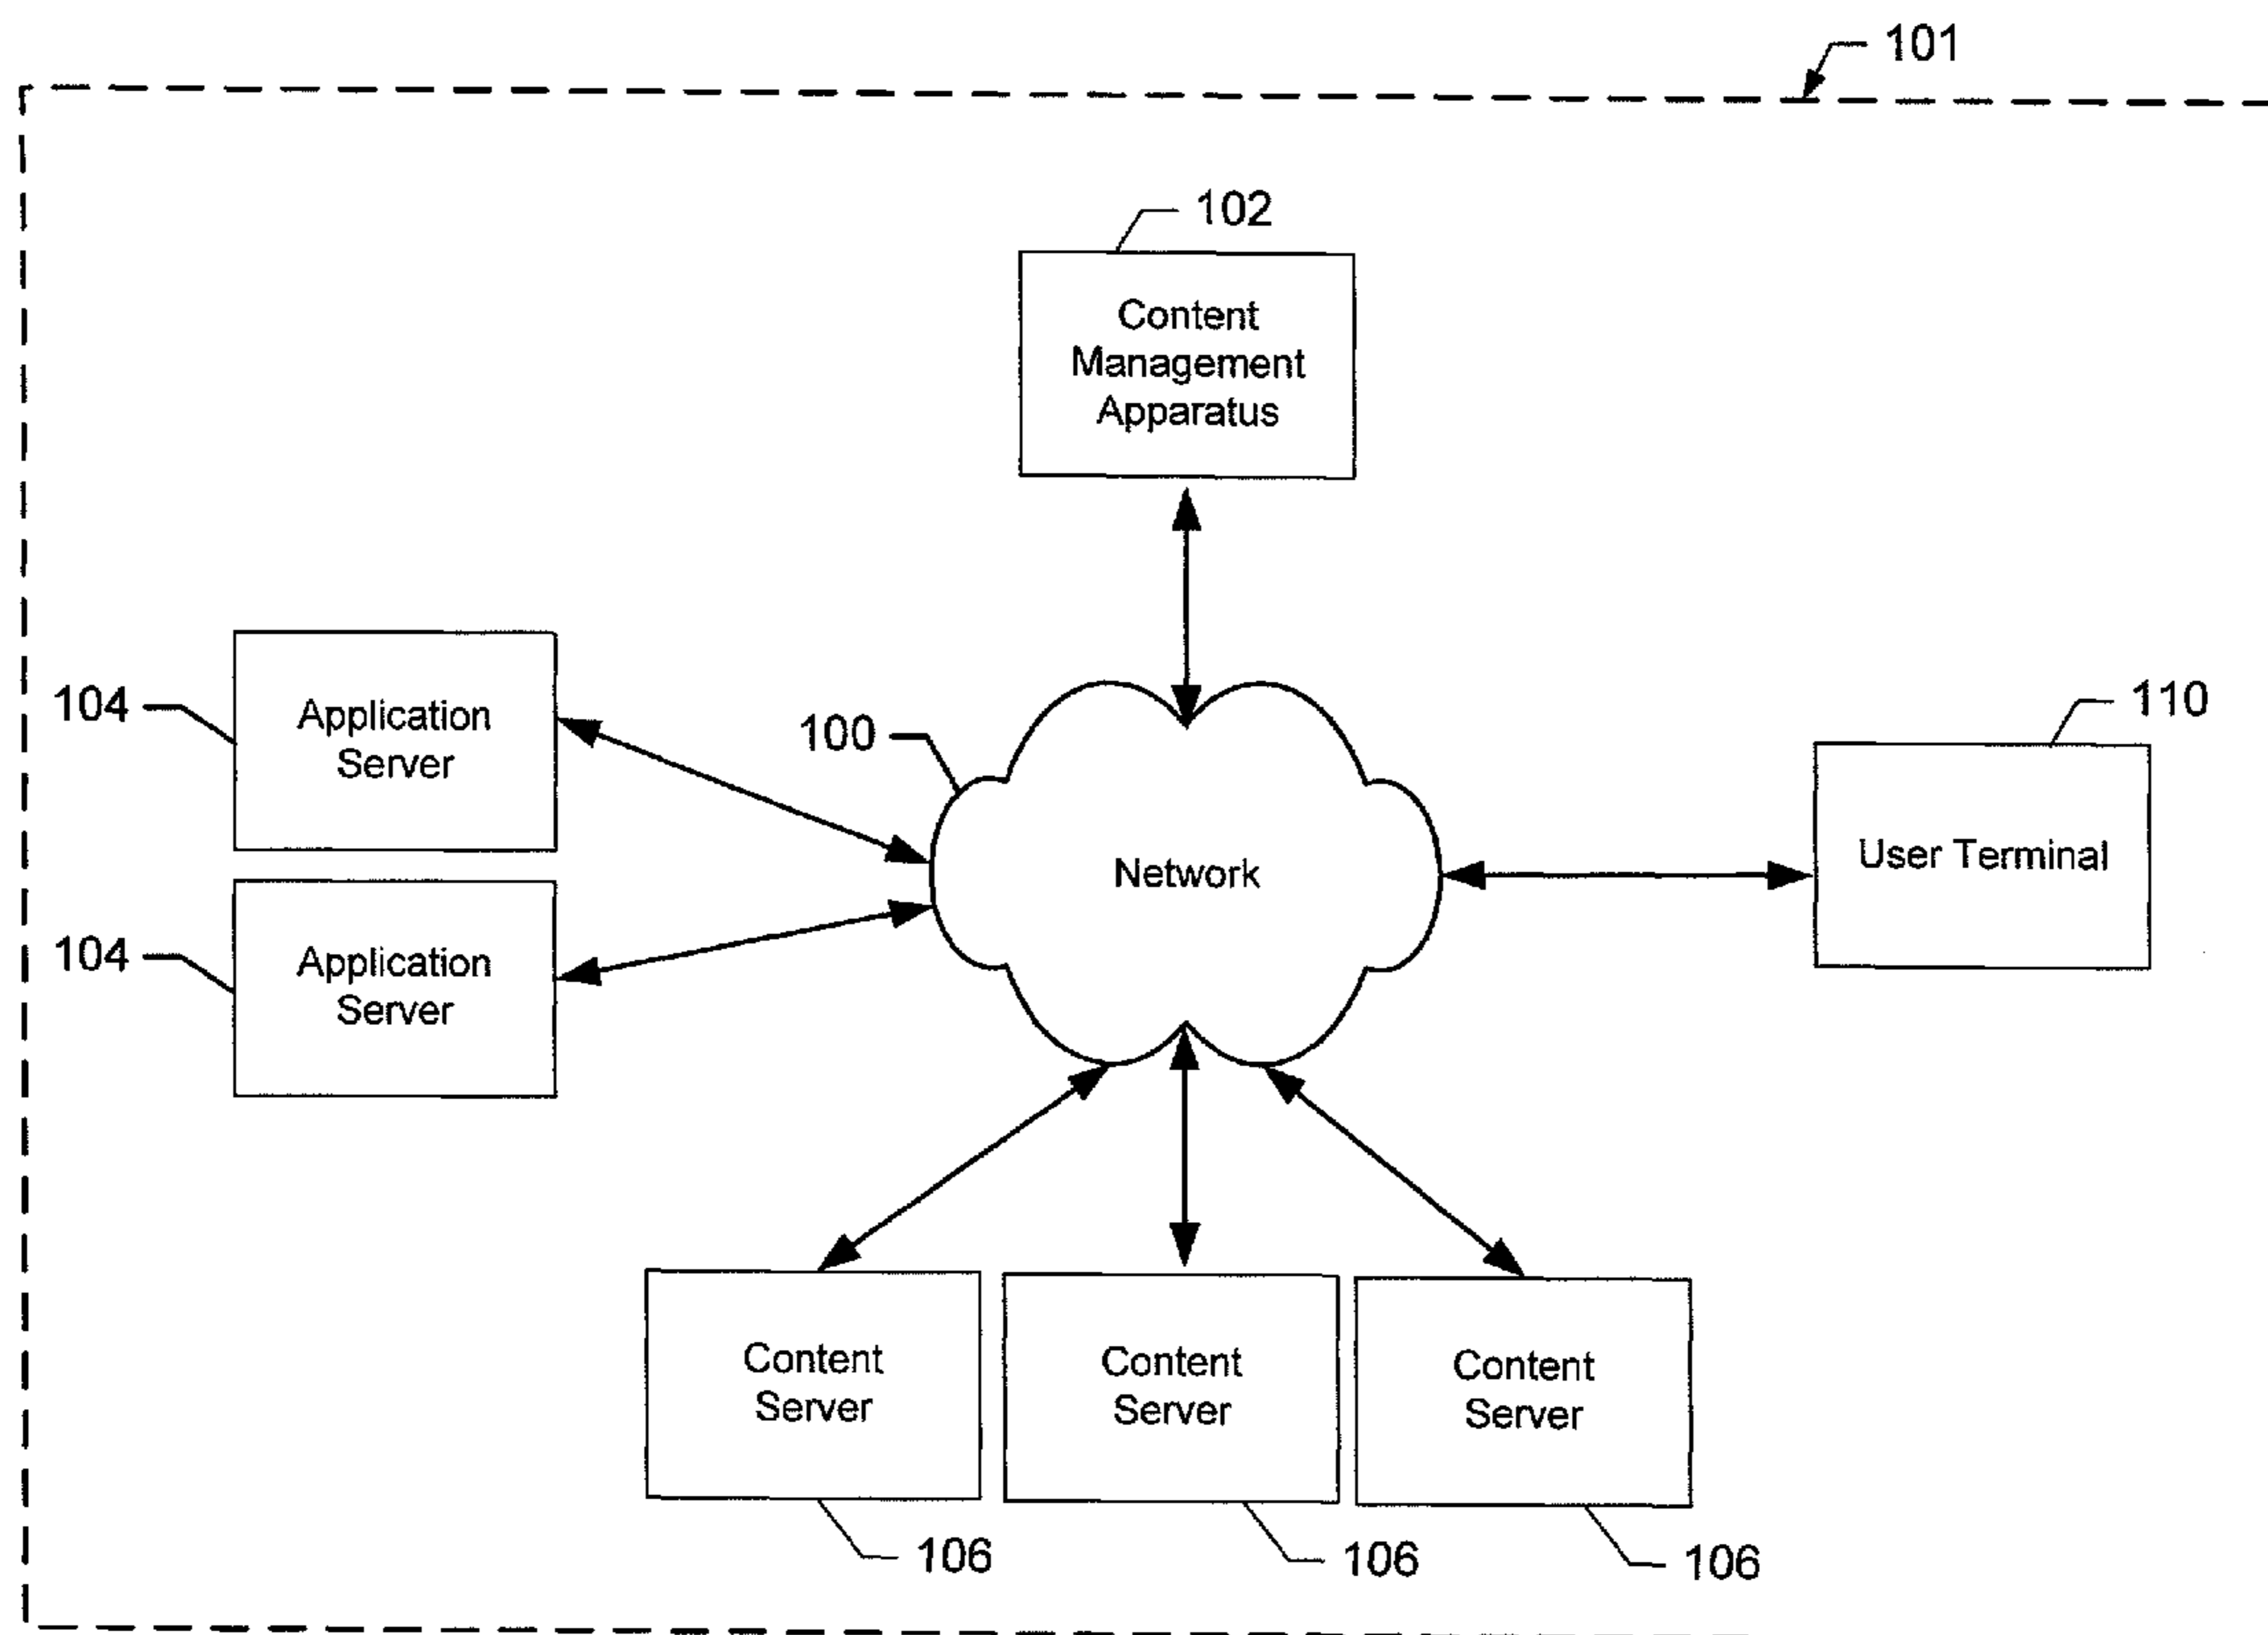 101
102
Content
Management
Apparatus
104
Application
Server
100
Network
110
User Terminal
104
Application
Server
Content
Server
Content
Server
Content
Server
106
106
106